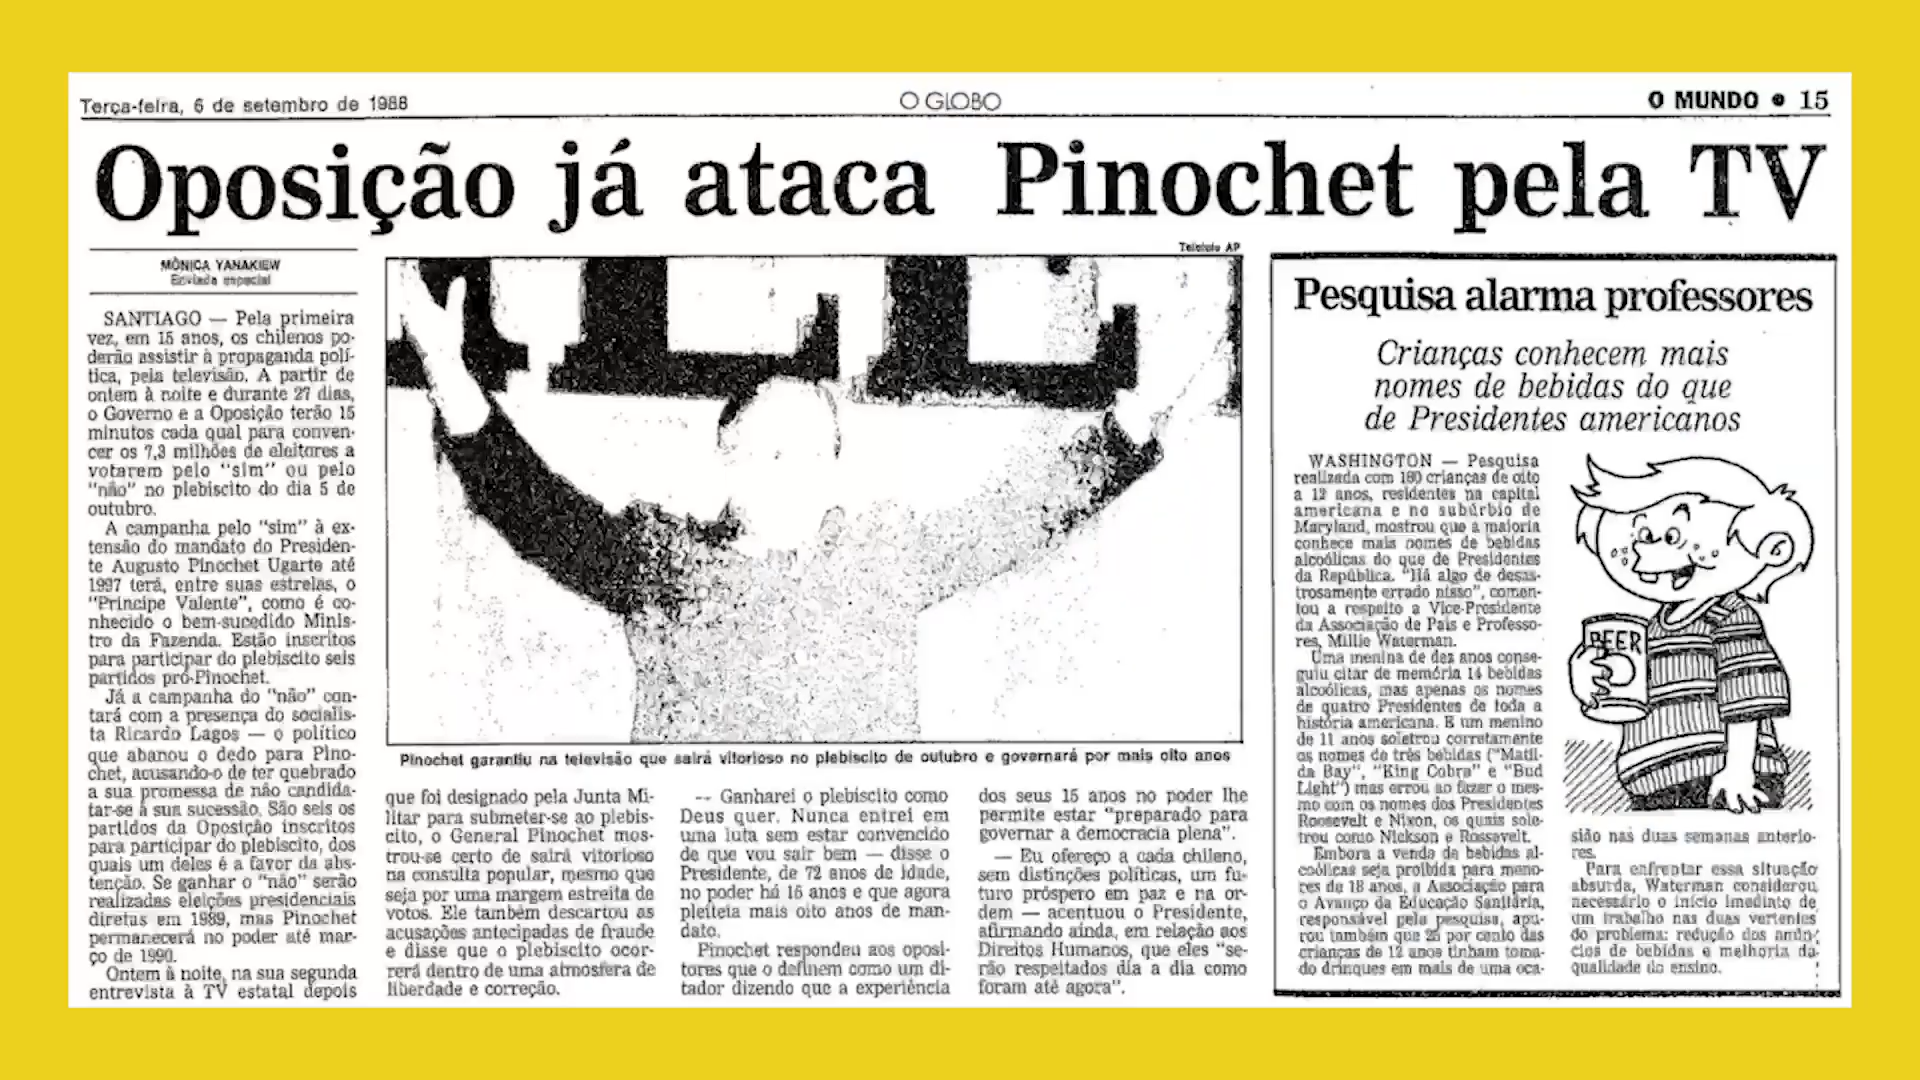 Terça-feira, 6 de setembro de 1988
O GLOBO
O MUNDO • 15
Oposição já ataca Pinochet pela TV
MÔNICA YANAKIEW
Enviada especial
SANTIAGO — Pela primeira
vez, em 15 anos, os chilenos po-
derão assistir à propaganda polí-
tica, pela televisão. A partir de
ontem à noite e durante 27 dias,
o Governo e a Oposição terão 15
minutos cada qual para conven-
cer os 7,3 milhões de eleitores a
votarem pelo "sim" ou pelo
"não" no plebiscito do dia 5 de
outubro.
A campanha pelo "sim" à ex-
tensão do mandato do Presiden-
te Augusto Pinochet Ugarte até
1997 terá, entre suas estrelas, o
"Príncipe Valente", como é co-
nhecido o bem-sucedido Minis-
tro da Fazenda. Estão inscritos
para participar do plebiscito seis
partidos pró-Pinochet.
Já a campanha do "não" con-
tará com a presença do socialis-
ta Ricardo Lagos — o político
que abanou o dedo para Pino-
chet, acusando-o de ter quebrado
a sua promessa de não candida-
tar-se à sua sucessão. São seis os
partidos da Oposição inscritos
para participar do plebiscito, dos
quais um deles é a favor da abs-
tenção. Se ganhar o "não" serão
realizadas eleições presidenciais
diretas em 1989, mas Pinochet
permanecerá no poder até mar-
ço de 1990.
Ontem à noite, na sua segunda
entrevista à TV estatal depois
Telefoto AP
Pinochet garantiu na televisão que sairá vitorioso no plebiscito de outubro e governará por mais oito anos
que foi designado pela Junta Mi-
litar para submeter-se ao plebis-
cito, o General Pinochet mos-
trou-se certo de sairá vitorioso
na consulta popular, mesmo que
seja por uma margem estreita de
votos. Ele também descartou as
acusações antecipadas de fraude
e disse que o plebiscito ocor-
rerá dentro de uma atmosfera de
liberdade e correção.
— Ganharei o plebiscito como
Deus quer. Nunca entrei em
uma luta sem estar convencido
de que vou sair bem — disse o
Presidente, de 72 anos de idade,
no poder há 15 anos e que agora
pleiteia mais oito anos de man-
dato.
Pinochet respondeu aos oposi-
tores que o definem como um di-
tador dizendo que a experiência
dos seus 15 anos no poder lhe
permite estar "preparado para
governar a democracia plena".
— Eu ofereço a cada chileno,
sem distinções políticas, um fu-
turo próspero em paz e na or-
dem — acentuou o Presidente,
afirmando ainda, em relação aos
Direitos Humanos, que eles "se-
rão respeitados dia a dia como
foram até agora".
Pesquisa alarma professores
Crianças conhecem mais
nomes de bebidas do que
de Presidentes americanos
WASHINGTON — Pesquisa
realizada com 180 crianças de oito
a 12 anos, residentes na capital
americana e no subúrbio de
Maryland, mostrou que a maioria
conhece mais nomes de bebidas
alcoólicas do que de Presidentes
da República. "Há algo de desas-
trosamente errado nisso", comen-
tou a respeito a Vice-Presidente
da Associação de Pais e Professo-
res, Millie Waterman.
Uma menina de dez anos conse-
guiu citar de memória 14 bebidas
alcoólicas, mas apenas os nomes
de quatro Presidentes de toda a
história americana. E um menino
de 11 anos soletrou corretamente
os nomes de três bebidas ("Matil-
da Bay", "King Cobra" e "Bud
Light") mas errou ao fazer o mes-
mo com os nomes dos Presidentes
Roosevelt e Nixon, os quais sole-
trou como Nickson e Rossavelt.
Embora a venda de bebidas al-
coólicas seja proibida para meno-
res de 18 anos, a Associação para
o Avanço da Educação Sanitária,
responsável pela pesquisa, apu-
rou também que 25 por cento das
crianças de 12 anos tinham toma-
do drinques em mais de uma oca-
BEER
sião nas duas semanas anterio-
res.
Para enfrentar essa situação
absurda, Waterman considerou
necessário o início imediato de
um trabalho nas duas vertentes
do problema: redução dos anún-
cios de bebidas e melhoria da
qualidade do ensino.